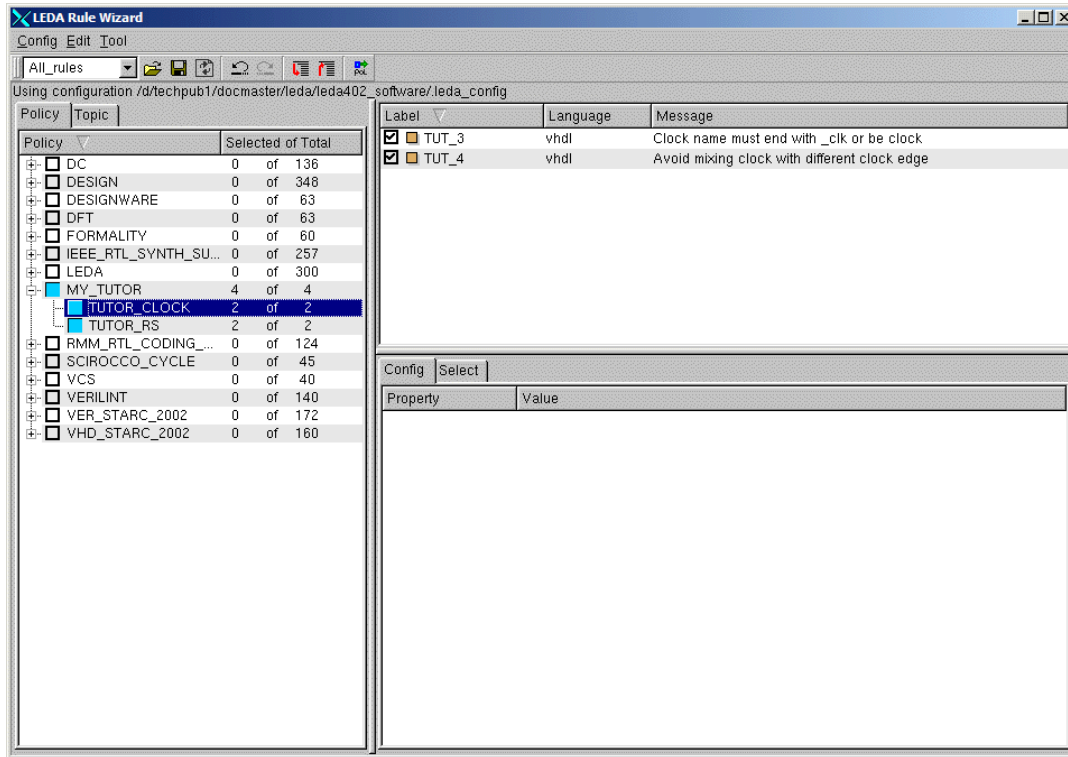 LEDA Rule Wizard
Config Edit Tool
All_rules
POL
Using configuration /d/techpub1/docmaster/leda/leda402_software/.leda_config
Policy Topic
Policy Selected of Total
DC 0 of 136
DESIGN 0 of 348
DESIGNWARE 0 of 63
DFT 0 of 63
FORMALITY 0 of 60
IEEE_RTL_SYNTH_SU... 0 of 257
LEDA 0 of 300
MY_TUTOR 4 of 4
TUTOR_CLOCK 2 of 2
TUTOR_RS 2 of 2
RMM_RTL_CODING_... 0 of 124
SCIROCCO_CYCLE 0 of 45
VCS 0 of 40
VERILINT 0 of 140
VER_STARC_2002 0 of 172
VHD_STARC_2002 0 of 160
Label Language Message
TUT_3 vhdl Clock name must end with _clk or be clock
TUT_4 vhdl Avoid mixing clock with different clock edge
Config Select
Property Value